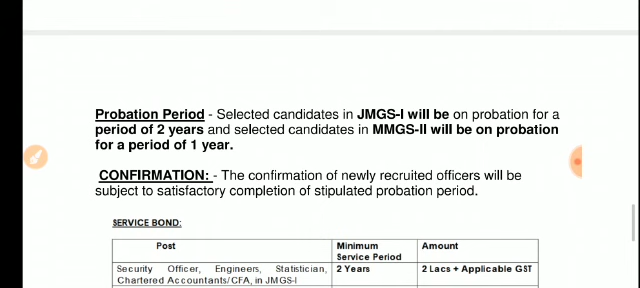 Probation Period - Selected candidates in JMGS-I will be on probation for a
period of 2 years and selected candidates in MMGS-II will be on probation
for a period of 1 year.
CONFIRMATION: - The confirmation of newly recruited officers will be
subject to satisfactory completion of stipulated probation period.
SERVICE BOND:
Post Minimum Service Period Amount
Security Officer, Engineers, Statistician, 2 Years 2 Lacs + Applicable GST
Chartered Accountants/CFA, in JMGS-I